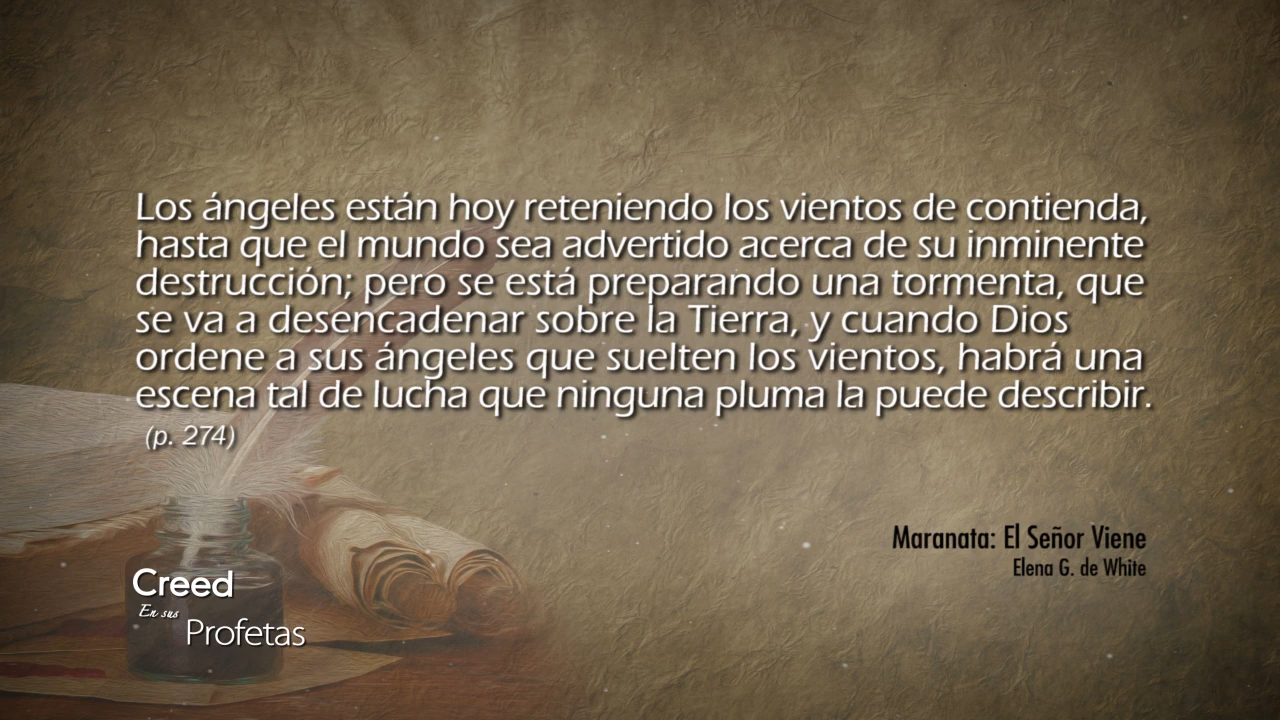 Los ángeles están hoy reteniendo los vientos de contienda,
hasta que el mundo sea advertido acerca de su inminente
destrucción; pero se está preparando una tormenta, que
se va a desencadenar sobre la Tierra, y cuando Dios
ordene a sus ángeles que suelten los vientos, habrá una
escena tal de lucha que ninguna pluma la puede describir.
(p. 274)
Maranata: El Señor Viene
Elena G. de White
Creed
En sus
Profetas